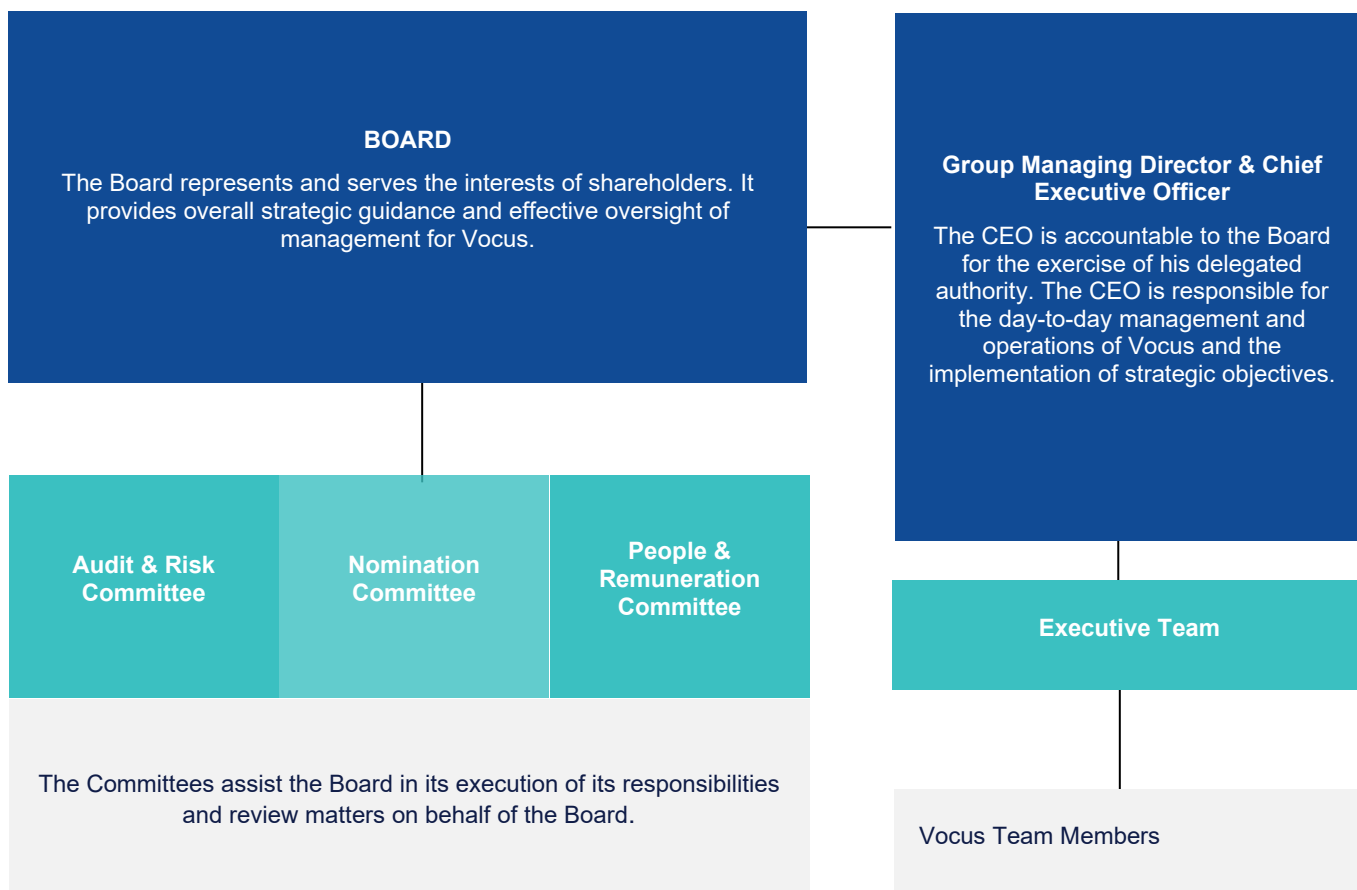 BOARD
The Board represents and serves the interests of shareholders. It
provides overall strategic guidance and effective oversight of
management for Vocus.
Group Managing Director & Chief
Executive Officer
The CEO is accountable to the Board
for the exercise of his delegated
authority. The CEO is responsible for
the day-to-day management and
operations of Vocus and the
implementation of strategic objectives.
Audit & Risk
Committee
Nomination
Committee
People &
Remuneration
Committee
Executive Team
The Committees assist the Board in its execution of its responsibilities
and review matters on behalf of the Board.
Vocus Team Members